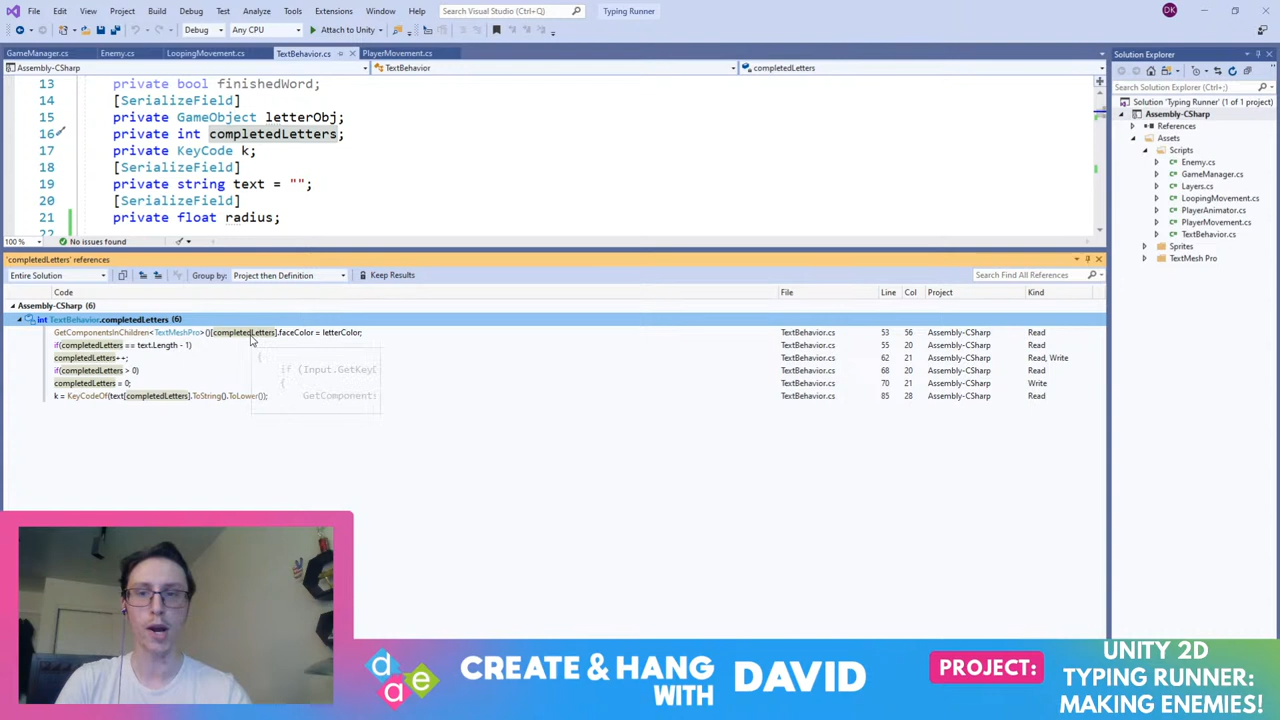 File Edit View Project Build Debug Test Analyze Tools Extensions Window Help Search Visual Studio (Ctrl+Q) Typing Runner DK
Debug Any CPU Attach to Unity
GameManager.cs Enemy.cs LoopingMovement.cs TextBehavior.cs PlayerMovement.cs
Assembly-CSharp TextBehavior completedLetters
13 private bool finishedWord;
14 [SerializeField]
15 private GameObject letterObj;
16 private int completedLetters;
17 private KeyCode k;
18 [SerializeField]
19 private string text = "";
20 [SerializeField]
21 private float radius;
22
100 % No issues found
'completedLetters' references
Entire Solution Group by: Project then Definition Keep Results Search Find All References
Code File Line Col Project Kind
Assembly-CSharp (6)
int TextBehavior.completedLetters (6)
GetComponentsInChildren<TextMeshPro>()[completedLetters].faceColor = letterColor; TextBehavior.cs 53 56 Assembly-CSharp Read
if(completedLetters == text.Length - 1) TextBehavior.cs 55 20 Assembly-CSharp Read
completedLetters++; TextBehavior.cs 62 21 Assembly-CSharp Read, Write
if(completedLetters > 0) TextBehavior.cs 68 20 Assembly-CSharp Read
completedLetters = 0; TextBehavior.cs 70 21 Assembly-CSharp Write
k = KeyCodeOf(text[completedLetters].ToString().ToLower()); TextBehavior.cs 85 28 Assembly-CSharp Read
{
if (Input.GetKeyD
{
GetComponent:
Solution Explorer
Search Solution Explorer (Ctrl+;)
Solution 'Typing Runner' (1 of 1 project)
Assembly-CSharp
References
Assets
Scripts
Enemy.cs
GameManager.cs
Layers.cs
LoopingMovement.cs
PlayerAnimator.cs
PlayerMovement.cs
TextBehavior.cs
Sprites
TextMesh Pro
dae
CREATE & HANG
WITH
DAVID
PROJECT:
UNITY 2D
TYPING RUNNER:
MAKING ENEMIES!